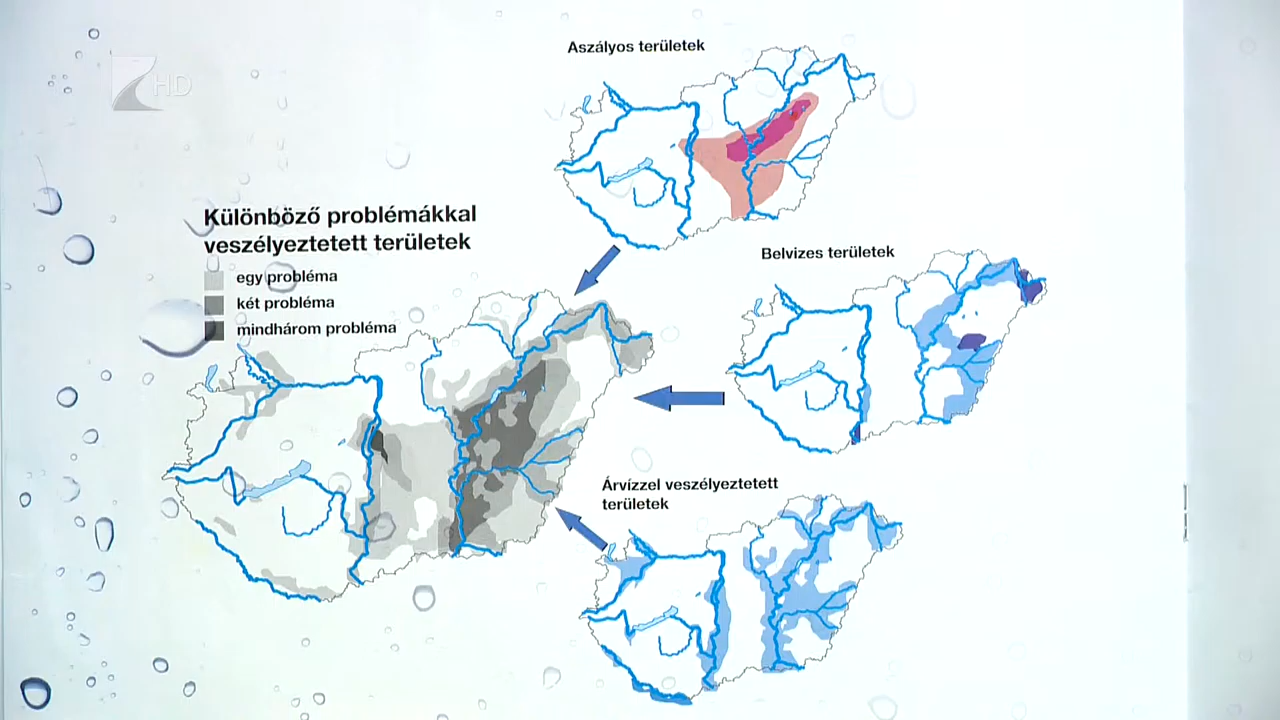 HD
Aszályos területek
Különböző problémákkal
veszélyeztetett területek
egy probléma
két probléma
mindhárom probléma
Belvizes területek
Árvízzel veszélyeztetett
területek